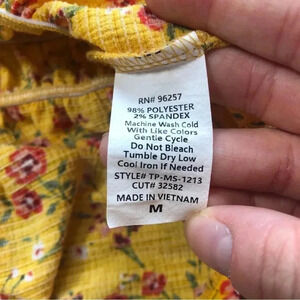 RN# 96257
98% POLYESTER
2% SPANDEX
Machine Wash Cold
With Like Colors
Gentle Cycle
Do Not Bleach
Tumble Dry Low
Cool Iron If Needed
STYLE# TP-MS-1213
CUT# 32582
MADE IN VIETNAM
M